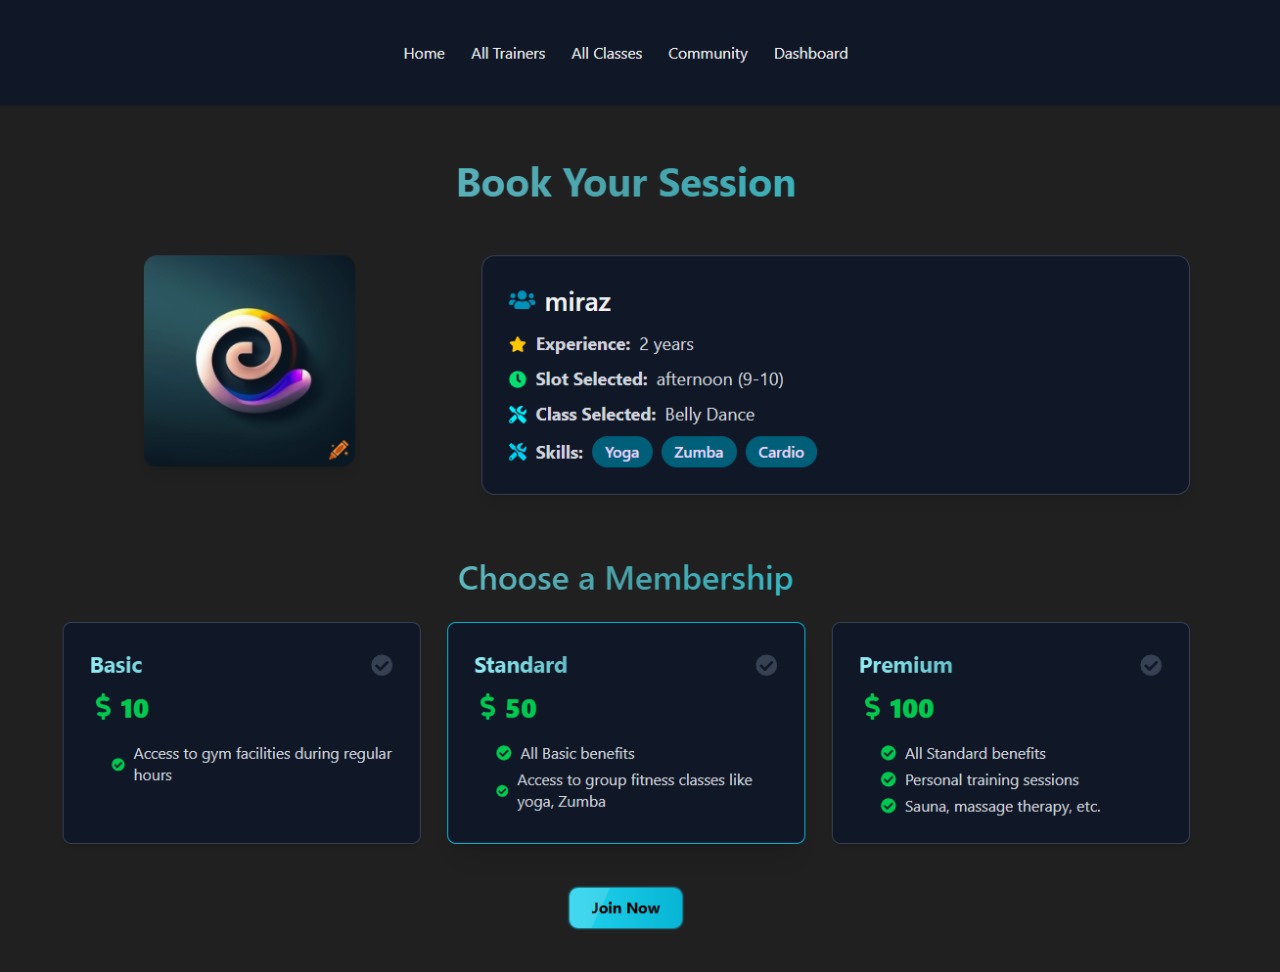 Home All Trainers All Classes Community Dashboard
Book Your Session
miraz
Experience: 2 years
Slot Selected: afternoon (9-10)
Class Selected: Belly Dance
Skills: Yoga Zumba Cardio
Choose a Membership
Basic
$ 10
Access to gym facilities during regular
hours
Standard
$ 50
All Basic benefits
Access to group fitness classes like
yoga, Zumba
Premium
$ 100
All Standard benefits
Personal training sessions
Sauna, massage therapy, etc.
Join Now